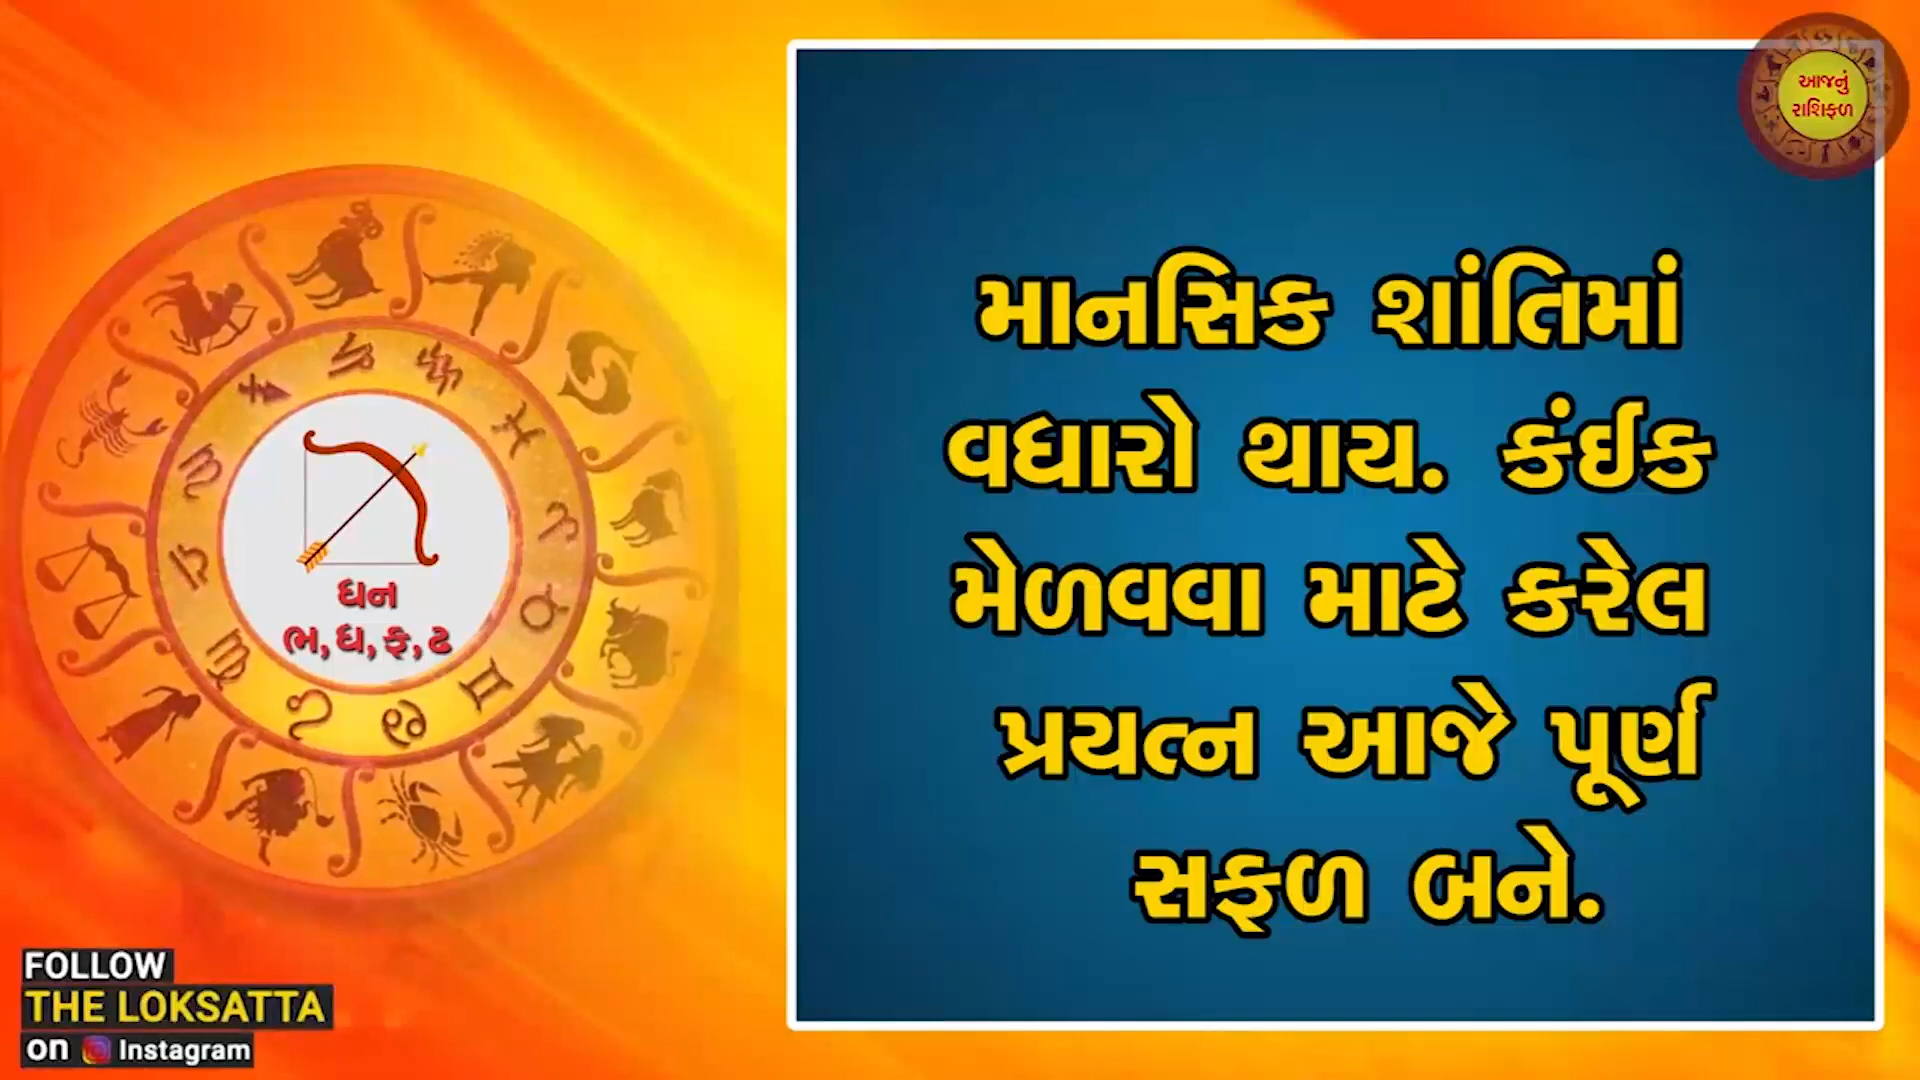 આજનું
રાશિફળ
માનસિક શાંતિમાં
વધારો થાય. કંઈક
મેળવવા માટે કરેલ
પ્રયત્ન આજે પૂર્ણ
સફળ બને.
ધન
ભ, ધ, ફ, ઢ
FOLLOW
THE LOKSATTA
on Instagram